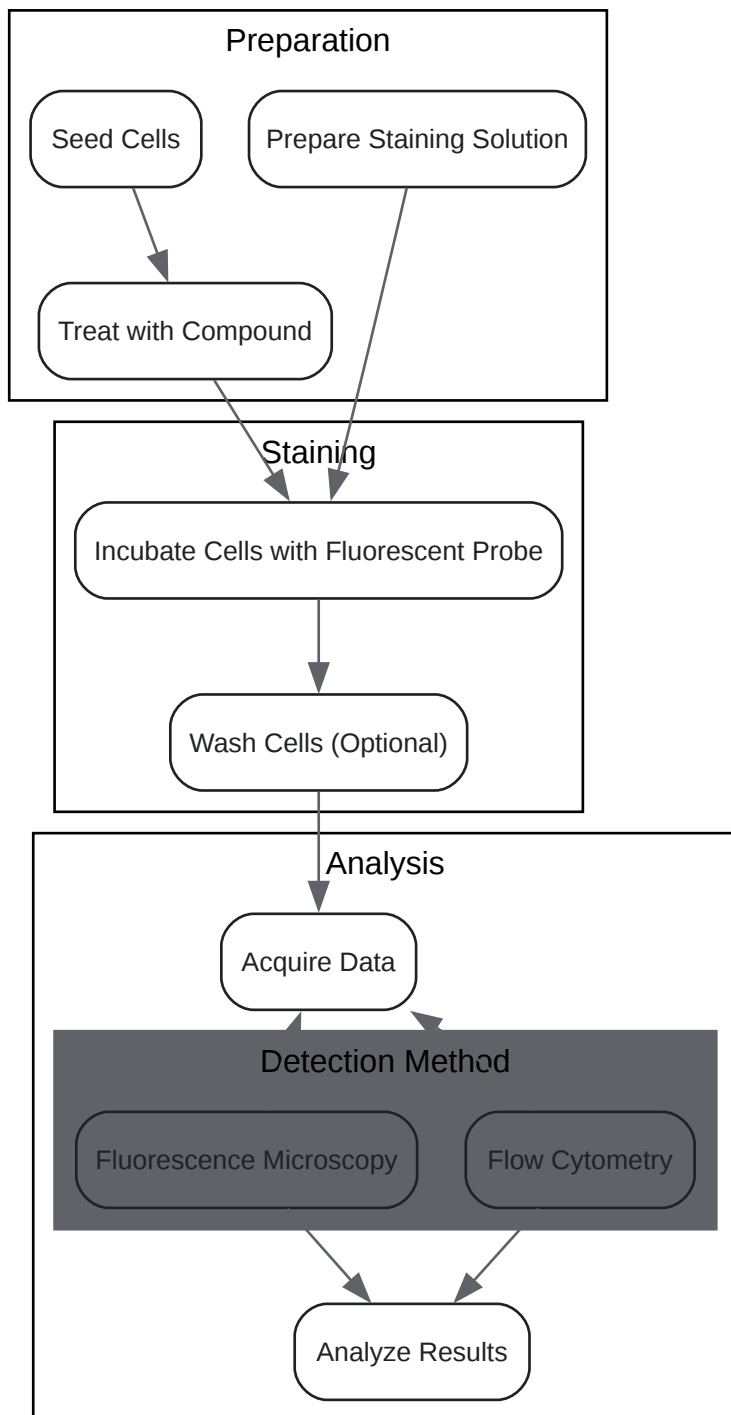 Preparation
Seed Cells
Prepare Staining Solution
Treat with Compound
Staining
Incubate Cells with Fluorescent Probe
Wash Cells (Optional)
Analysis
Acquire Data
Detection Method
Fluorescence Microscopy
Flow Cytometry
Analyze Results